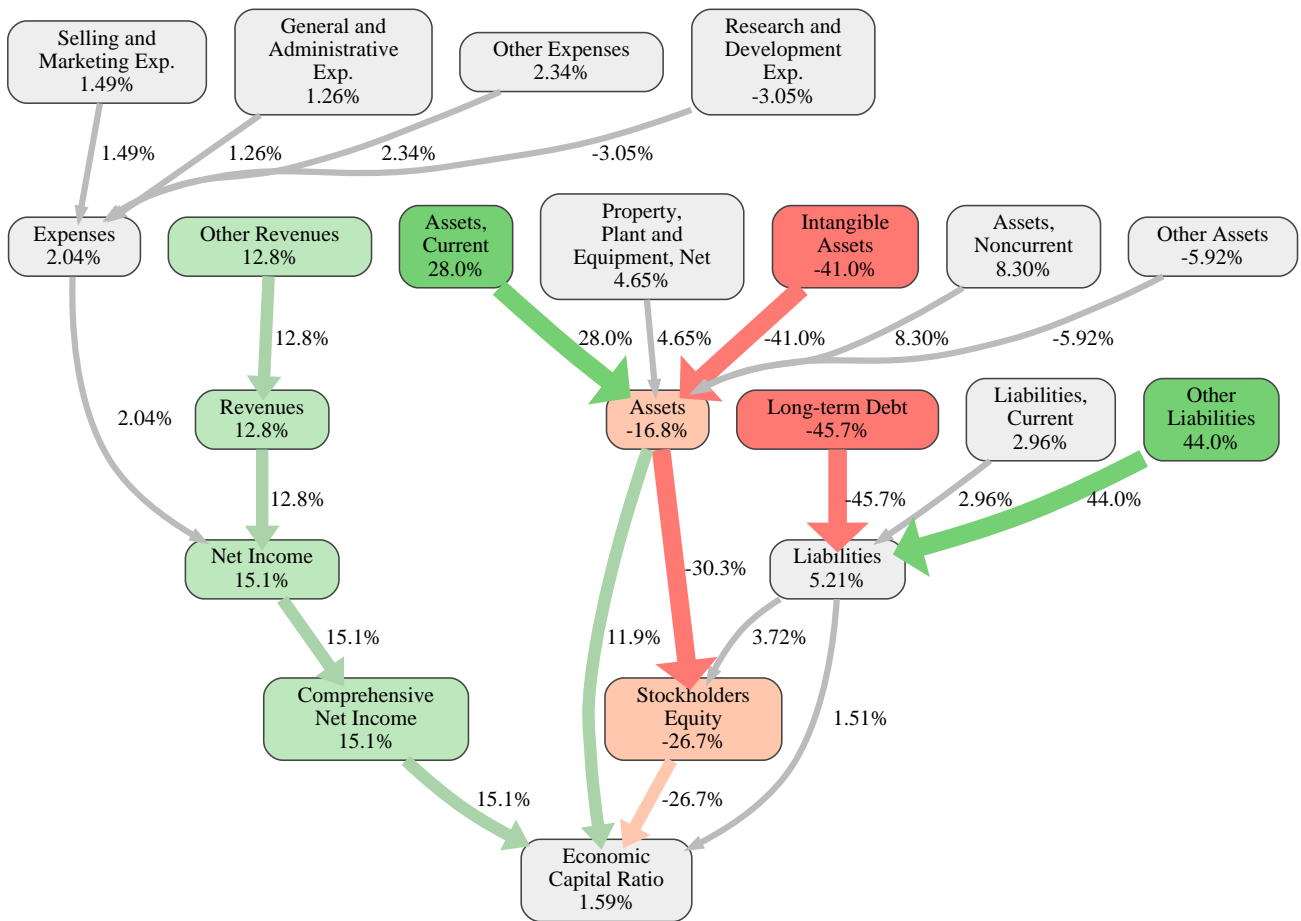 Selling and
Marketing Exp.
1.49%
General and
Administrative
Exp.
1.26%
Other Expenses
2.34%
Research and
Development
Exp.
-3.05%
1.49%
1.26%
2.34%
-3.05%
Expenses
2.04%
Other Revenues
12.8%
Assets,
Current
28.0%
Property,
Plant and
Equipment, Net
4.65%
Intangible
Assets
-41.0%
Assets,
Noncurrent
8.30%
Other Assets
-5.92%
12.8%
28.0%
4.65%
-41.0%
8.30%
-5.92%
2.04%
Revenues
12.8%
Assets
-16.8%
Long-term Debt
-45.7%
Liabilities,
Current
2.96%
Other
Liabilities
44.0%
12.8%
-45.7%
2.96%
44.0%
Net Income
15.1%
-30.3%
Liabilities
5.21%
15.1%
11.9%
3.72%
1.51%
Comprehensive
Net Income
15.1%
Stockholders
Equity
-26.7%
15.1%
-26.7%
Economic
Capital Ratio
1.59%